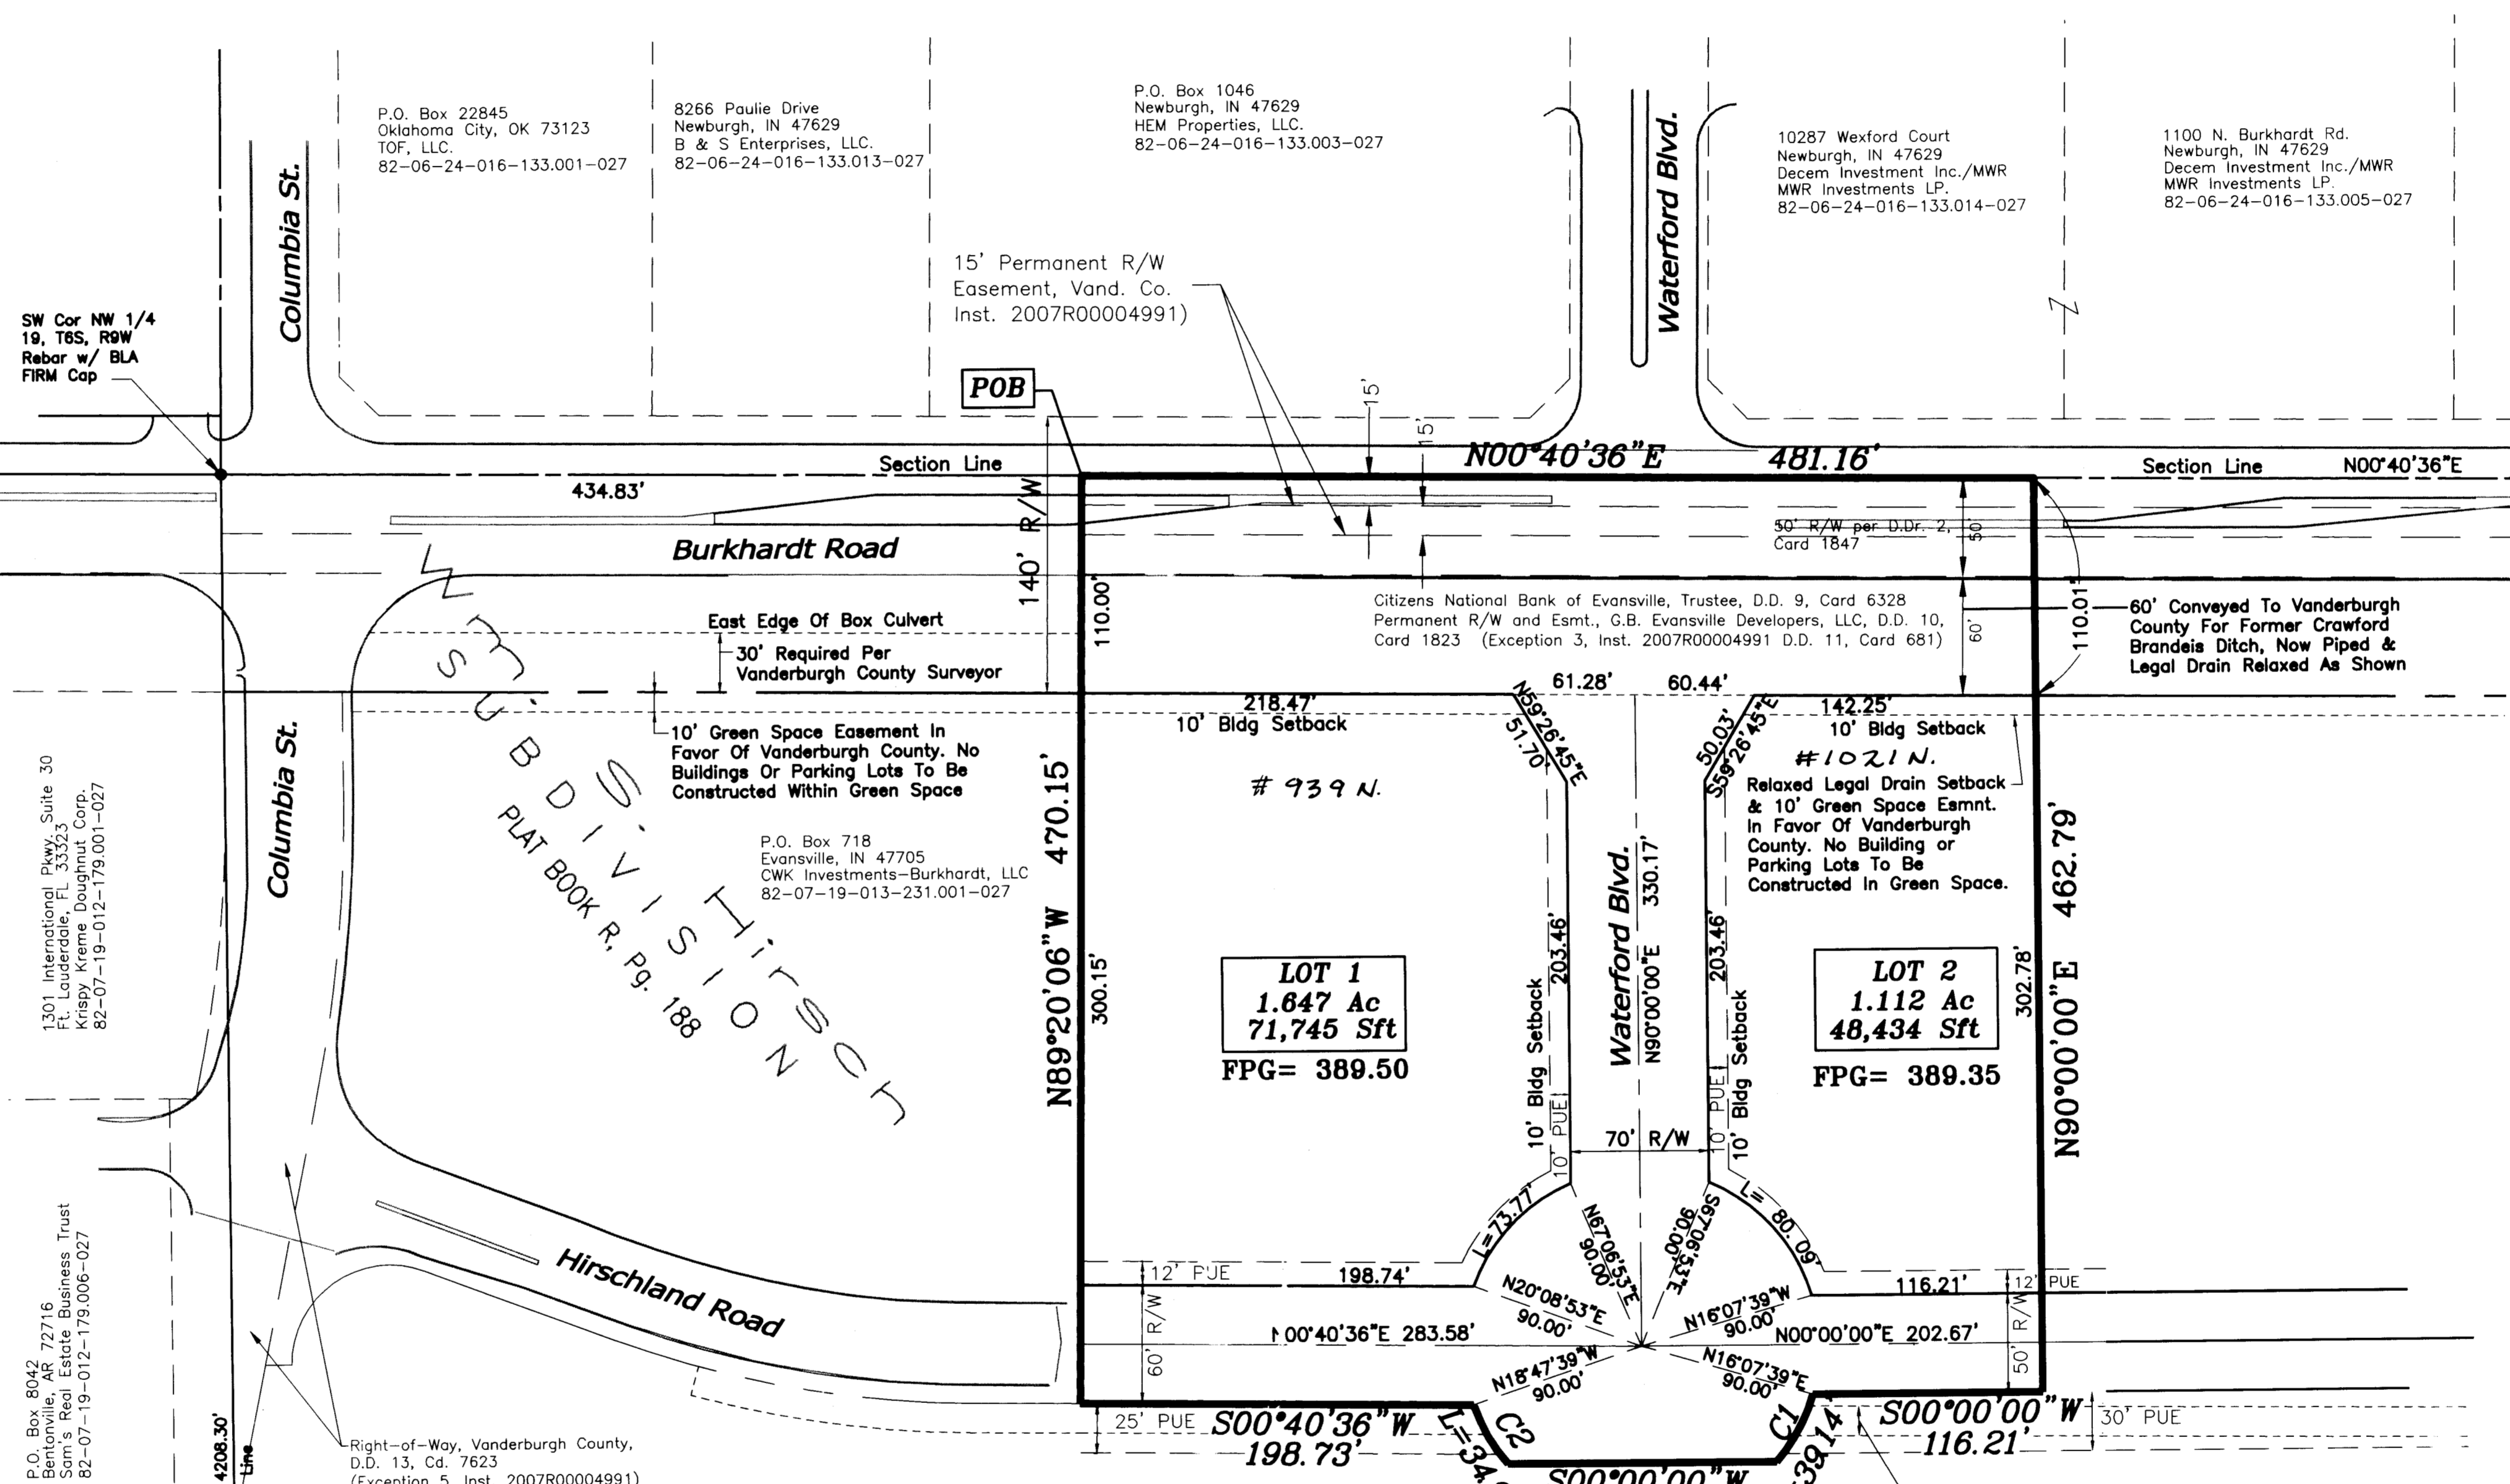 P.O. Box 22845
Oklahoma City, OK 73123
TOF, LLC.
82-06-24-016-133.001-027
8266 Paulie Drive
Newburgh, IN 47629
B & S Enterprises, LLC.
82-06-24-016-133.013-027
P.O. Box 1046
Newburgh, IN 47629
HEM Properties, LLC.
82-06-24-016-133.003-027
10287 Wexford Court
Newburgh, IN 47629
Decem Investment Inc./MWR
MWR Investments LP.
82-06-24-016-133.014-027
1100 N. Burkhardt Rd.
Newburgh, IN 47629
Decem Investment Inc./MWR
MWR Investments LP.
82-06-24-016-133.005-027
Columbia St.
Waterford Blvd.
Z
15' Permanent R/W
Easement, Vand. Co.
Inst. 2007R00004991)
SW Cor NW 1/4
19, T6S, R9W
Rebar w/ BLA
FIRM Cap
POB
15'
15'
Section Line
N00°40'36"E 481.16'
Section Line N00°40'36"E
434.83'
140' R/W
Burkhardt Road
50' R/W per D.Dr. 2,
Card 1847
50'
110.00'
110.01'
60'
Citizens National Bank of Evansville, Trustee, D.D. 9, Card 6328
Permanent R/W and Esmt., G.B. Evansville Developers, LLC, D.D. 10,
Card 1823 (Exception 3, Inst. 2007R00004991 D.D. 11, Card 681)
60' Conveyed To Vanderburgh
County For Former Crawford
Brandeis Ditch, Now Piped &
Legal Drain Relaxed As Shown
East Edge Of Box Culvert
30' Required Per
Vanderburgh County Surveyor
10' Green Space Easement In
Favor Of Vanderburgh County. No
Buildings Or Parking Lots To Be
Constructed Within Green Space
Wm. S. Hirsch
SUBDIVISION
PLAT BOOK R, Pg. 188
218.47'
10' Bldg Setback
61.28'
60.44'
142.25'
10' Bldg Setback
N59°26'45"E
51.70'
50.03'
S59°26'45"E
# 939 N.
#1021 N.
Relaxed Legal Drain Setback
& 10' Green Space Esmnt.
In Favor Of Vanderburgh
County. No Building or
Parking Lots To Be
Constructed In Green Space.
1301 International Pkwy. Suite 30
Ft. Lauderdale, FL 33323
Krispy Kreme Doughnut Corp.
82-07-19-012-179.001-027
Columbia St.
P.O. Box 718
Evansville, IN 47705
CWK Investments-Burkhardt, LLC
82-07-19-013-231.001-027
N89°20'06"W 470.15'
300.15'
LOT 1
1.647 Ac
71,745 Sft
FPG= 389.50
10' Bldg Setback
10' PUE
203.46'
Waterford Blvd.
N90°00'00"E 330.17'
203.46'
10' PUE
10' PUE
10' Bldg Setback
LOT 2
1.112 Ac
48,434 Sft
FPG= 389.35
302.78'
N90°00'00"E 462.79'
70' R/W
L=73.77'
L= 80.09'
N67°06'53"E
90.00'
S67°06'53"E
90.00'
N20°08'53"E
90.00'
N16°07'39"W
90.00'
N18°47'39"W
90.00'
N16°07'39"E
90.00'
12' PUE
198.74'
116.21'
12' PUE
60' R/W
00°40'36"E 283.58'
N00°00'00"E 202.67'
50' R/W
Hirschland Road
25' PUE
S00°40'36"W
198.73'
C2
C1
39.14
S00°00'00"W
116.21'
30' PUE
S00°00'00"W
P.O. Box 8042
Bentonville, AR 72716
Sam's Real Estate Business Trust
82-07-19-012-179.006-027
4208.30'
Line
Right-of-Way, Vanderburgh County,
D.D. 13, Cd. 7623
(Exception 5, Inst. 2007R00004991)